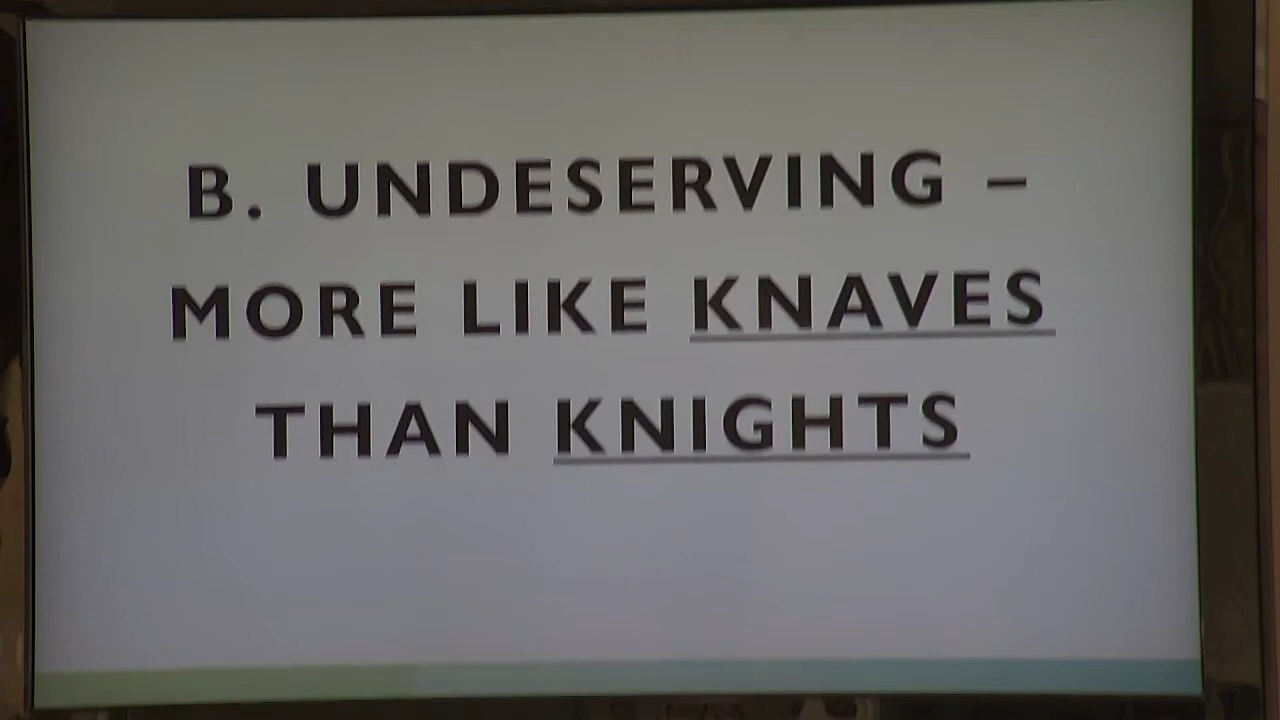 B. UNDESERVING –
MORE LIKE KNAVES
THAN KNIGHTS